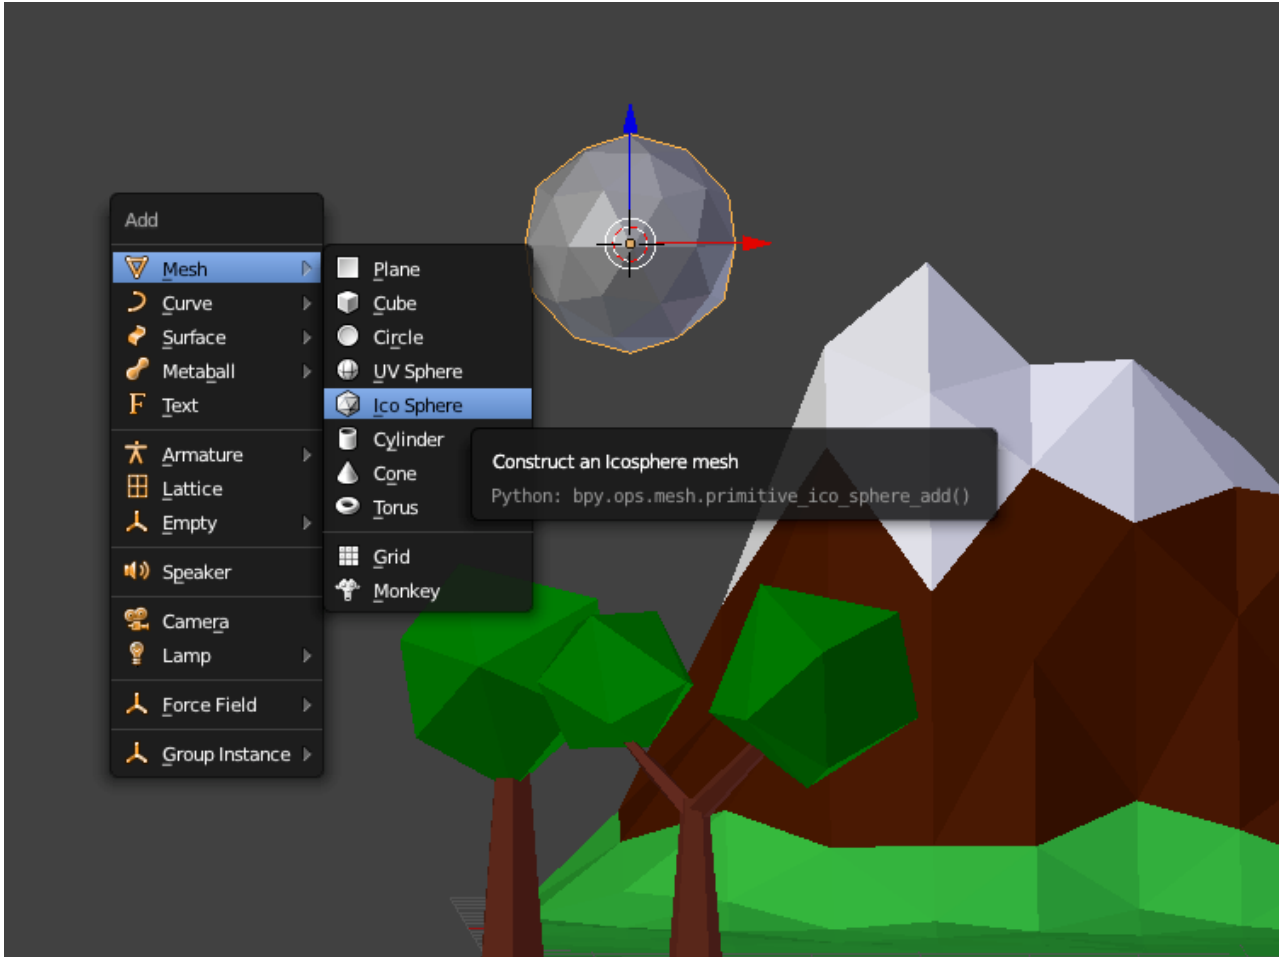 Add
Mesh
Curve
Surface
Metaball
Text
Armature
Lattice
Empty
Speaker
Camera
Lamp
Force Field
Group Instance
Plane
Cube
Circle
UV Sphere
Ico Sphere
Cylinder
Cone
Torus
Grid
Monkey
Construct an Icosphere mesh
Python: bpy.ops.mesh.primitive_ico_sphere_add()